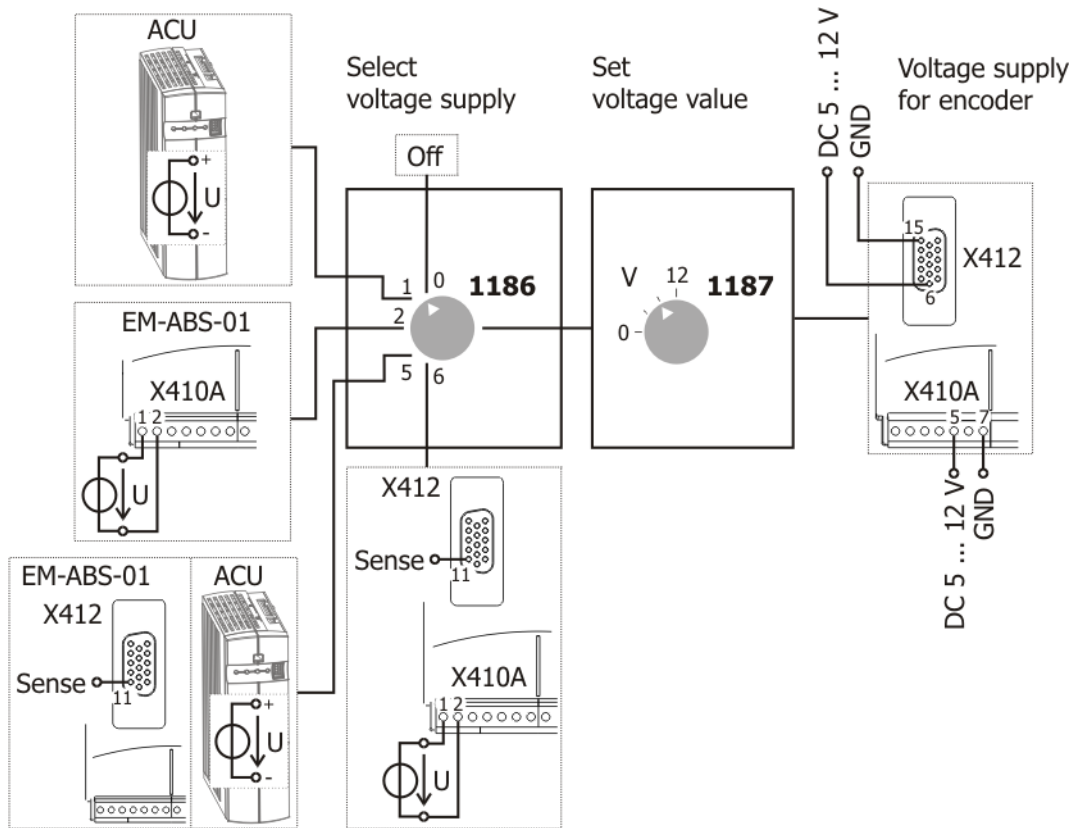 ACU
+
U
-
Select
voltage supply
Off
Set
voltage value
DC 5 ... 12 V
GND
Voltage supply
for encoder
1 0
2
5 6
1186
V
12
0
1187
15
X412
6
X410A
5 7
DC 5 ... 12 V
GND
EM-ABS-01
X410A
1 2
U
EM-ABS-01
X412
Sense
11
ACU
+
U
-
X412
Sense
11
X410A
1 2
U